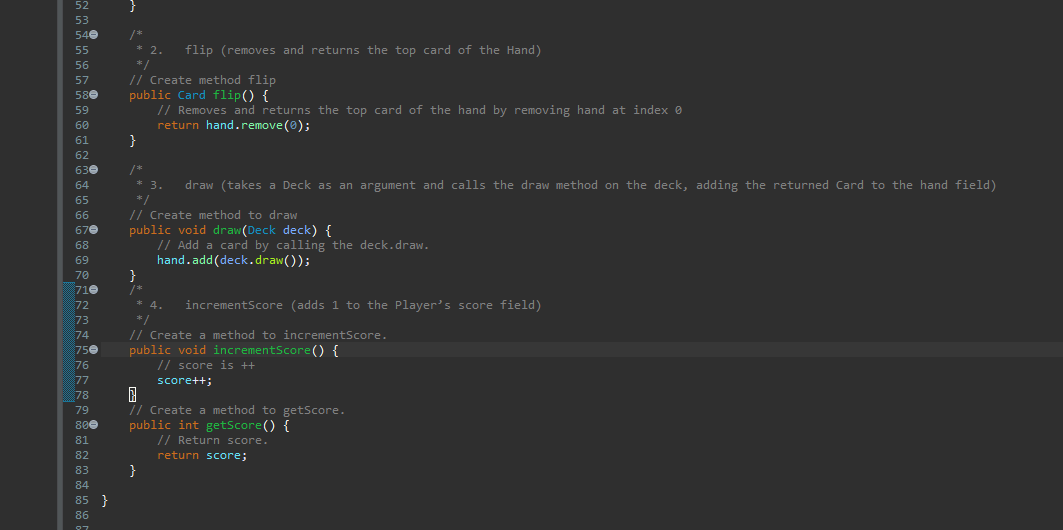 52 }
53
54 /*
55 * 2. flip (removes and returns the top card of the Hand)
56 */
57 // Create method flip
58 public Card flip() {
59 // Removes and returns the top card of the hand by removing hand at index 0
60 return hand.remove(0);
61 }
62
63 /*
64 * 3. draw (takes a Deck as an argument and calls the draw method on the deck, adding the returned Card to the hand field)
65 */
66 // Create method to draw
67 public void draw(Deck deck) {
68 // Add a card by calling the deck.draw.
69 hand.add(deck.draw());
70 }
71 /*
72 * 4. incrementScore (adds 1 to the Player’s score field)
73 */
74 // Create a method to incrementScore.
75 public void incrementScore() {
76 // score is ++
77 score++;
78 }
79 // Create a method to getScore.
80 public int getScore() {
81 // Return score.
82 return score;
83 }
84
85 }
86
87